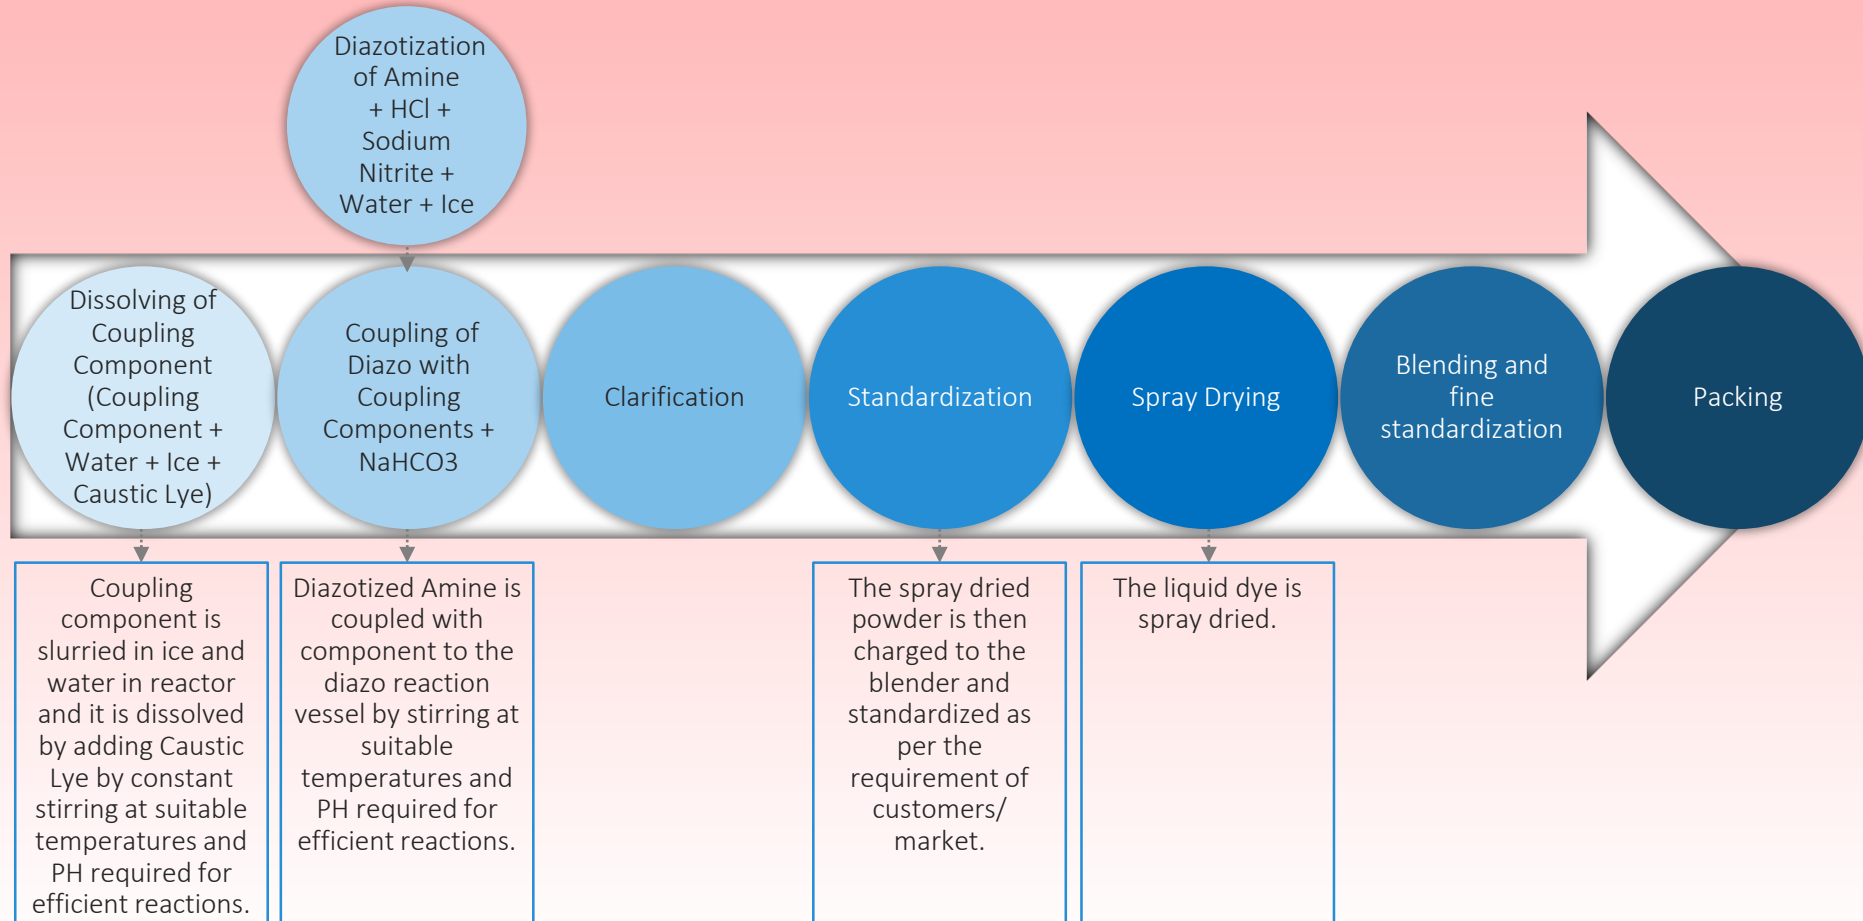 Diazotization
of Amine
+ HCl +
Sodium
Nitrite +
Water + Ice
Dissolving of
Coupling
Component
(Coupling
Component +
Water + Ice +
Caustic Lye)
Coupling of
Diazo with
Coupling
Components +
NaHCO3
Clarification
Standardization
Spray Drying
Blending and
fine
standardization
Packing
Coupling
component is
slurried in ice and
water in reactor
and it is dissolved
by adding Caustic
Lye by constant
stirring at suitable
temperatures and
PH required for
efficient reactions.
Diazotized Amine is
coupled with
component to the
diazo reaction
vessel by stirring at
suitable
temperatures and
PH required for
efficient reactions.
The spray dried
powder is then
charged to the
blender and
standardized as
per the
requirement of
customers/
market.
The liquid dye is
spray dried.